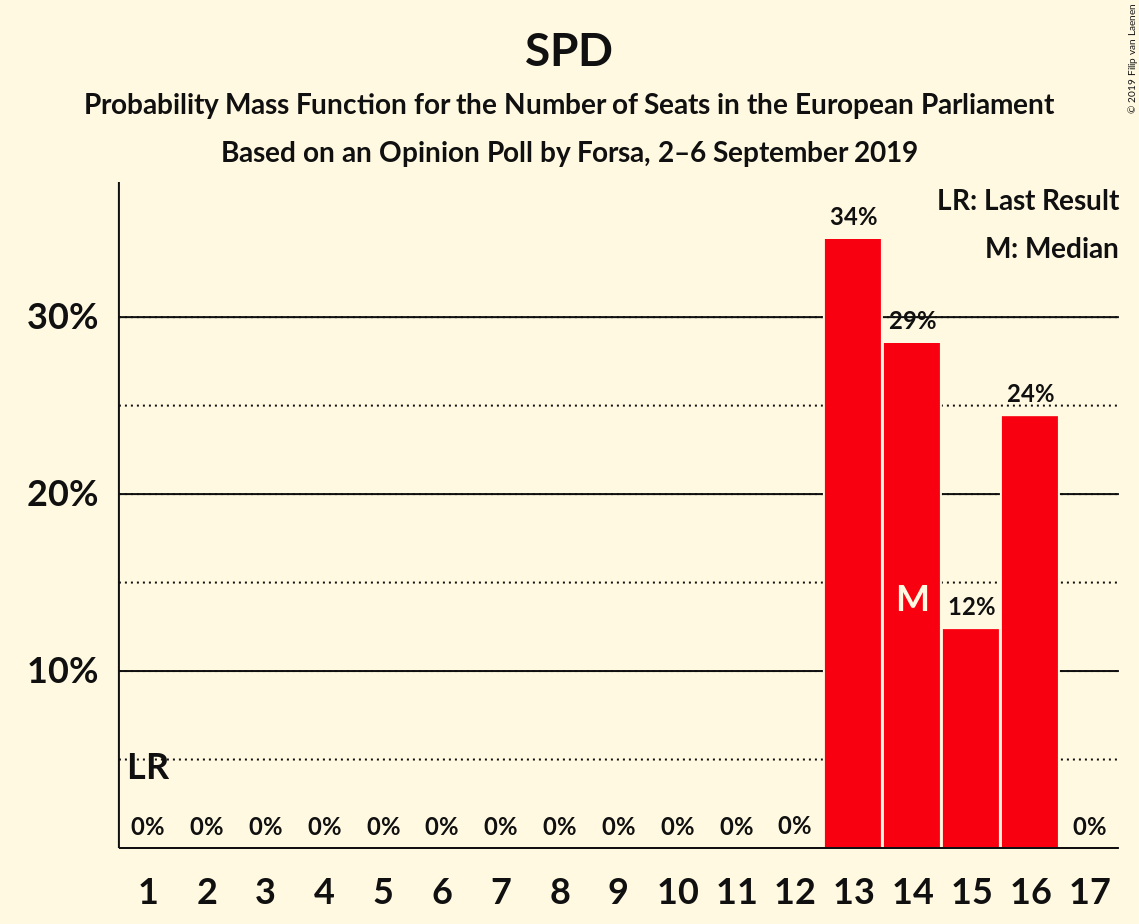 SPD
Probability Mass Function for the Number of Seats in the European Parliament
Based on an Opinion Poll by Forsa, 2–6 September 2019
© 2019 Filip van Laenen
LR: Last Result
M: Median
34%
30%
29%
24%
20%
M
12%
10%
LR
0% 0% 0% 0% 0% 0% 0% 0% 0% 0% 0% 0% 0%
1 2 3 4 5 6 7 8 9 10 11 12 13 14 15 16 17